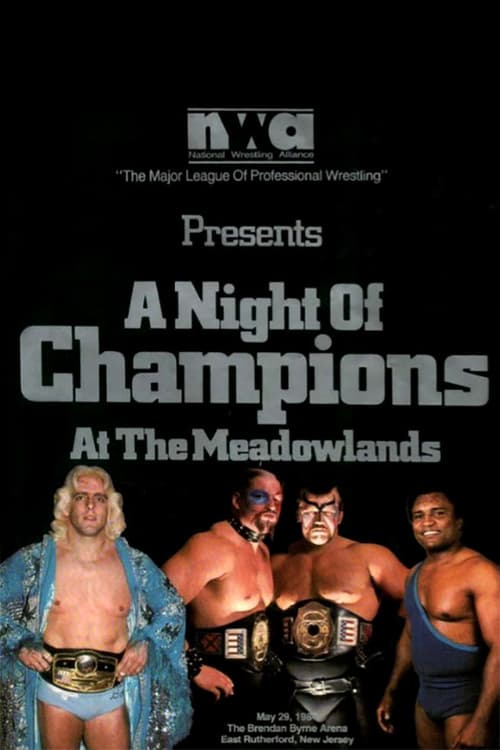 nwa
National Wrestling Alliance
"The Major League Of Professional Wrestling"
Presents
A Night Of
Champions
At The Meadowlands
May 29,
The Brendan Byrne Arena
East Rutherford, New Jersey